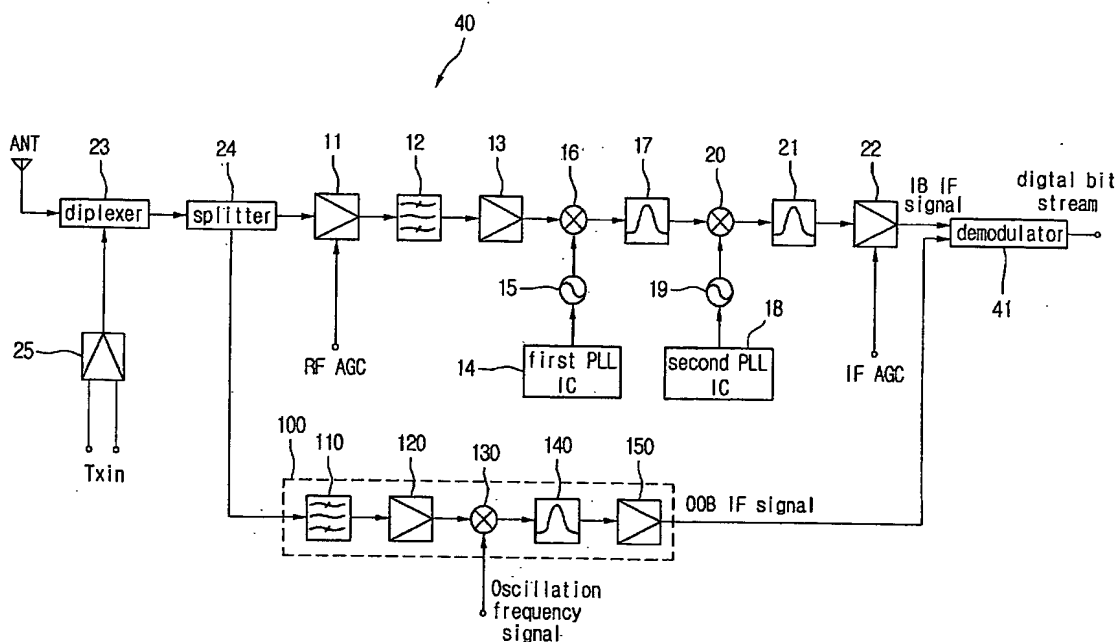 40
ANT
23
24
11
12
13
16
17
20
21
22
IB IF
signal
digtal bit
stream
diplexer
splitter
demodulator
15
19
41
25
RF AGC
14
first PLL
IC
18
second PLL
IC
IF AGC
Txin
100
110
120
130
140
150
OOB IF signal
Oscillation
frequency
signal